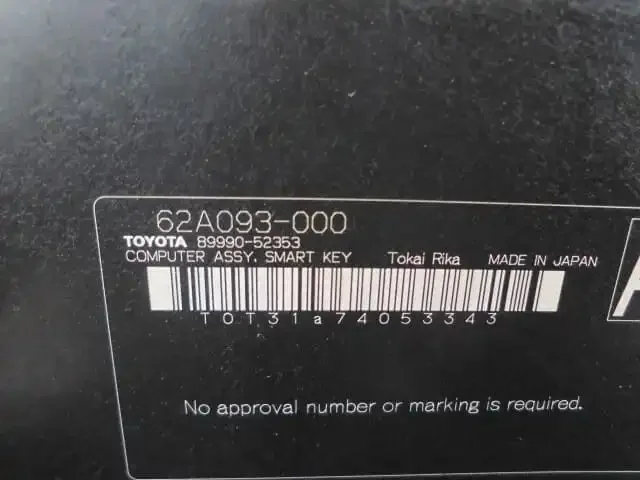 62A093-000
TOYOTA 89990-52353
COMPUTER ASSY. SMART KEY Tokai Rika MADE IN JAPAN
T0T31a74053343
No approval number or marking is required.